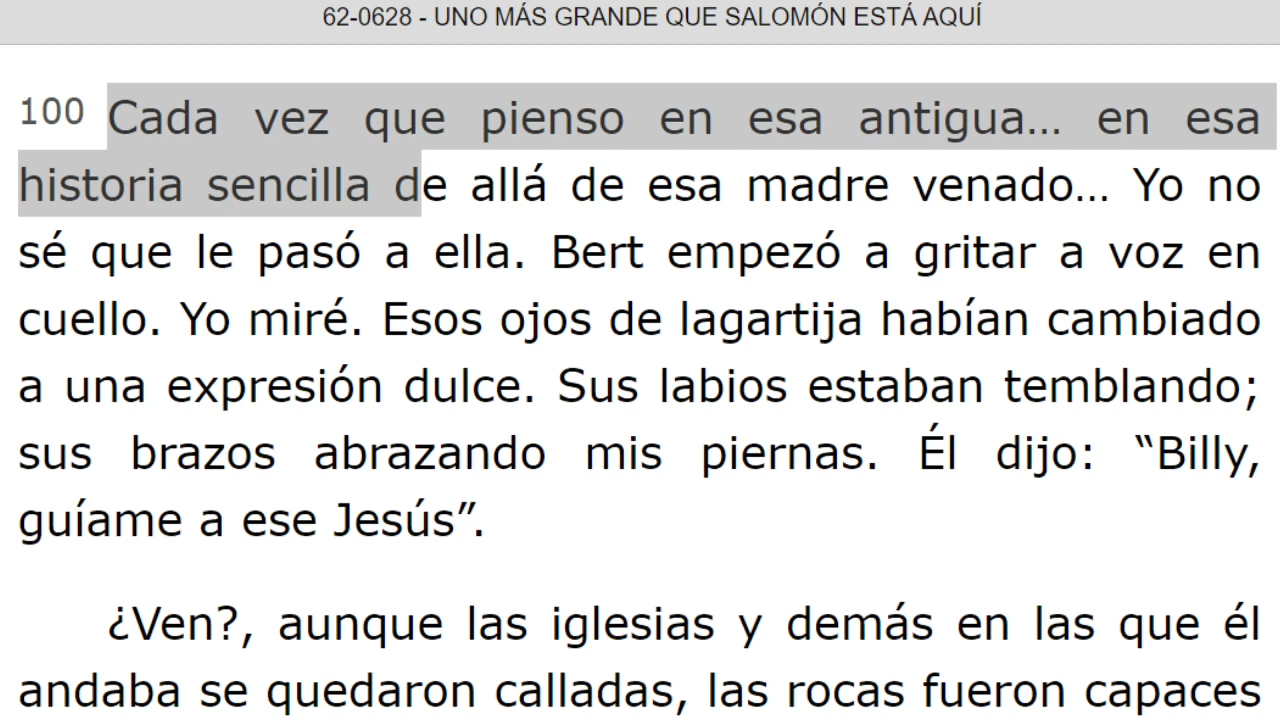 62-0628 - UNO MÁS GRANDE QUE SALOMÓN ESTÁ AQUÍ
100 Cada vez que pienso en esa antigua... en esa
historia sencilla de allá de esa madre venado... Yo no
sé que le pasó a ella. Bert empezó a gritar a voz en
cuello. Yo miré. Esos ojos de lagartija habían cambiado
a una expresión dulce. Sus labios estaban temblando;
sus brazos abrazando mis piernas. Él dijo: “Billy,
guíame a ese Jesús”.
¿Ven?, aunque las iglesias y demás en las que él
andaba se quedaron calladas, las rocas fueron capaces